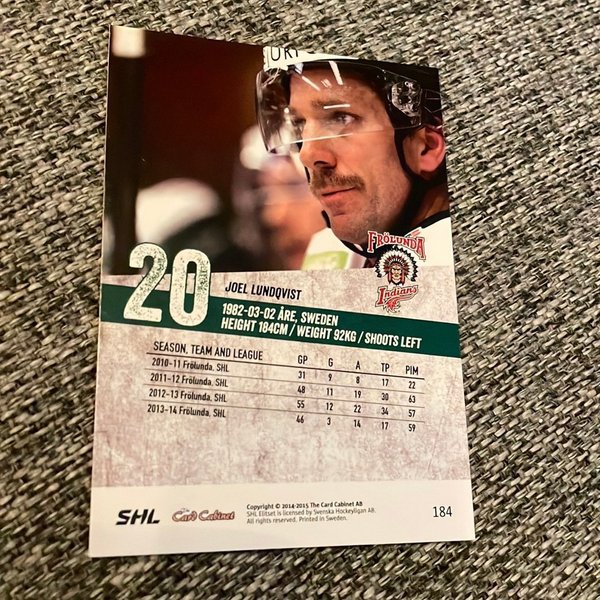 FRÖLUNDA
Indians
20
JOEL LUNDQVIST
1982-03-02 ÅRE, SWEDEN
HEIGHT 184CM / WEIGHT 92KG / SHOOTS LEFT
SEASON, TEAM AND LEAGUE GP G A TP PIM
2010-11 Frölunda, SHL 31 9 8 17 22
2011-12 Frölunda, SHL 48 11 19 30 63
2012-13 Frölunda, SHL 55 12 22 34 57
2013-14 Frölunda, SHL 46 3 14 17 59
SHL
The Card Cabinet
Copyright © 2014-2015 The Card Cabinet AB
SHL Elitset is licensed by Svenska Hockeyligan AB.
All rights reserved. Printed in Sweden.
184